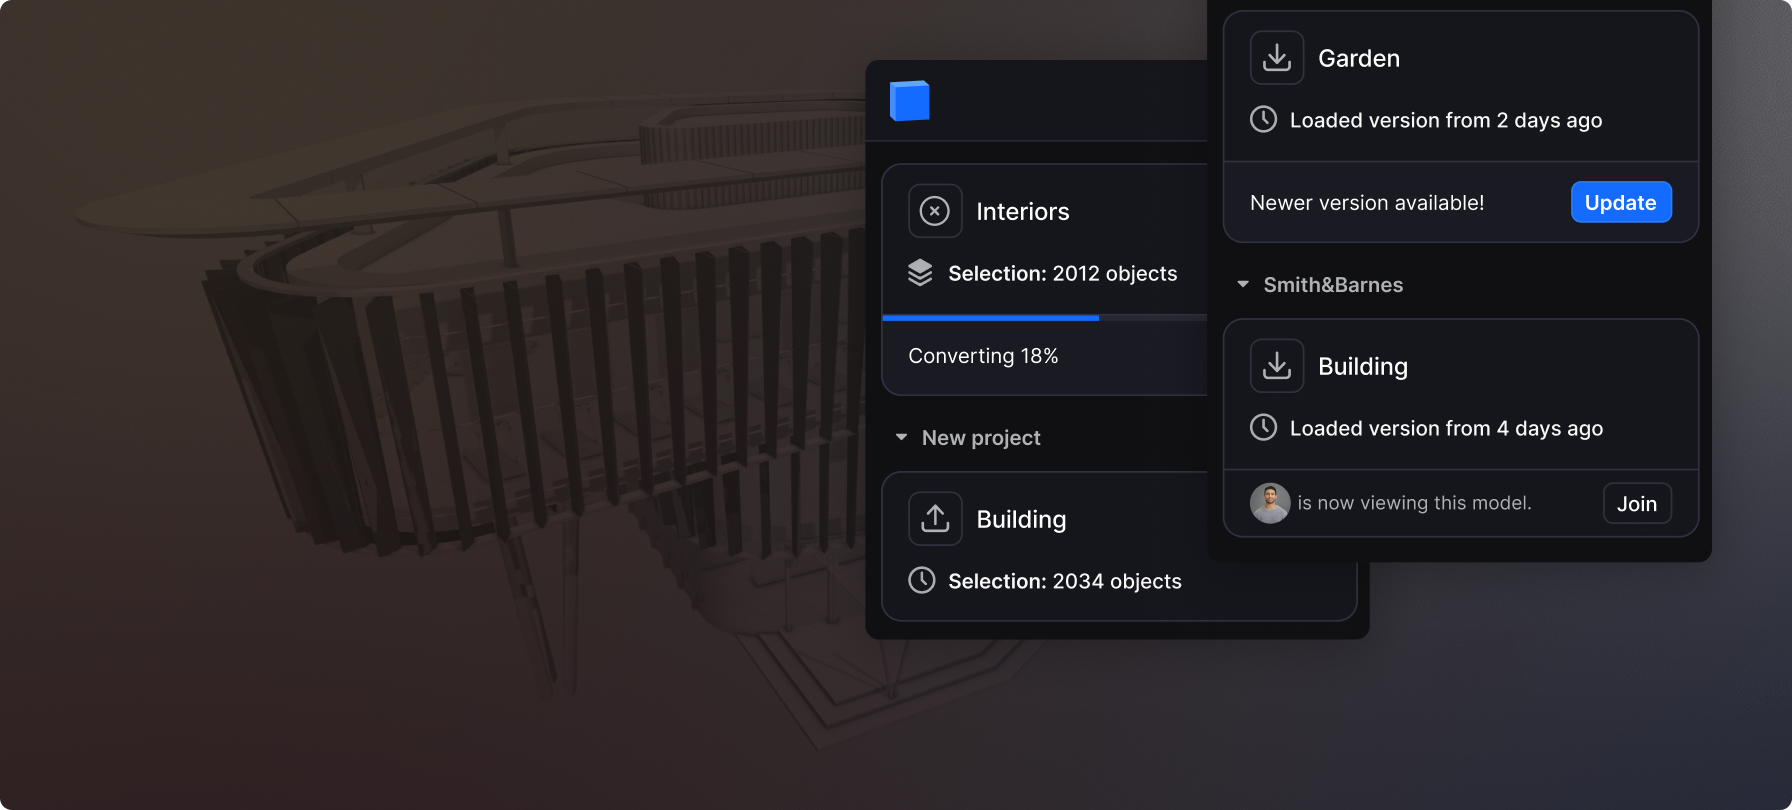 Interiors
Selection: 2012 objects
Converting 18%
New project
Building
Selection: 2034 objects
Garden
Loaded version from 2 days ago
Newer version available!
Update
Smith&Barnes
Building
Loaded version from 4 days ago
is now viewing this model.
Join